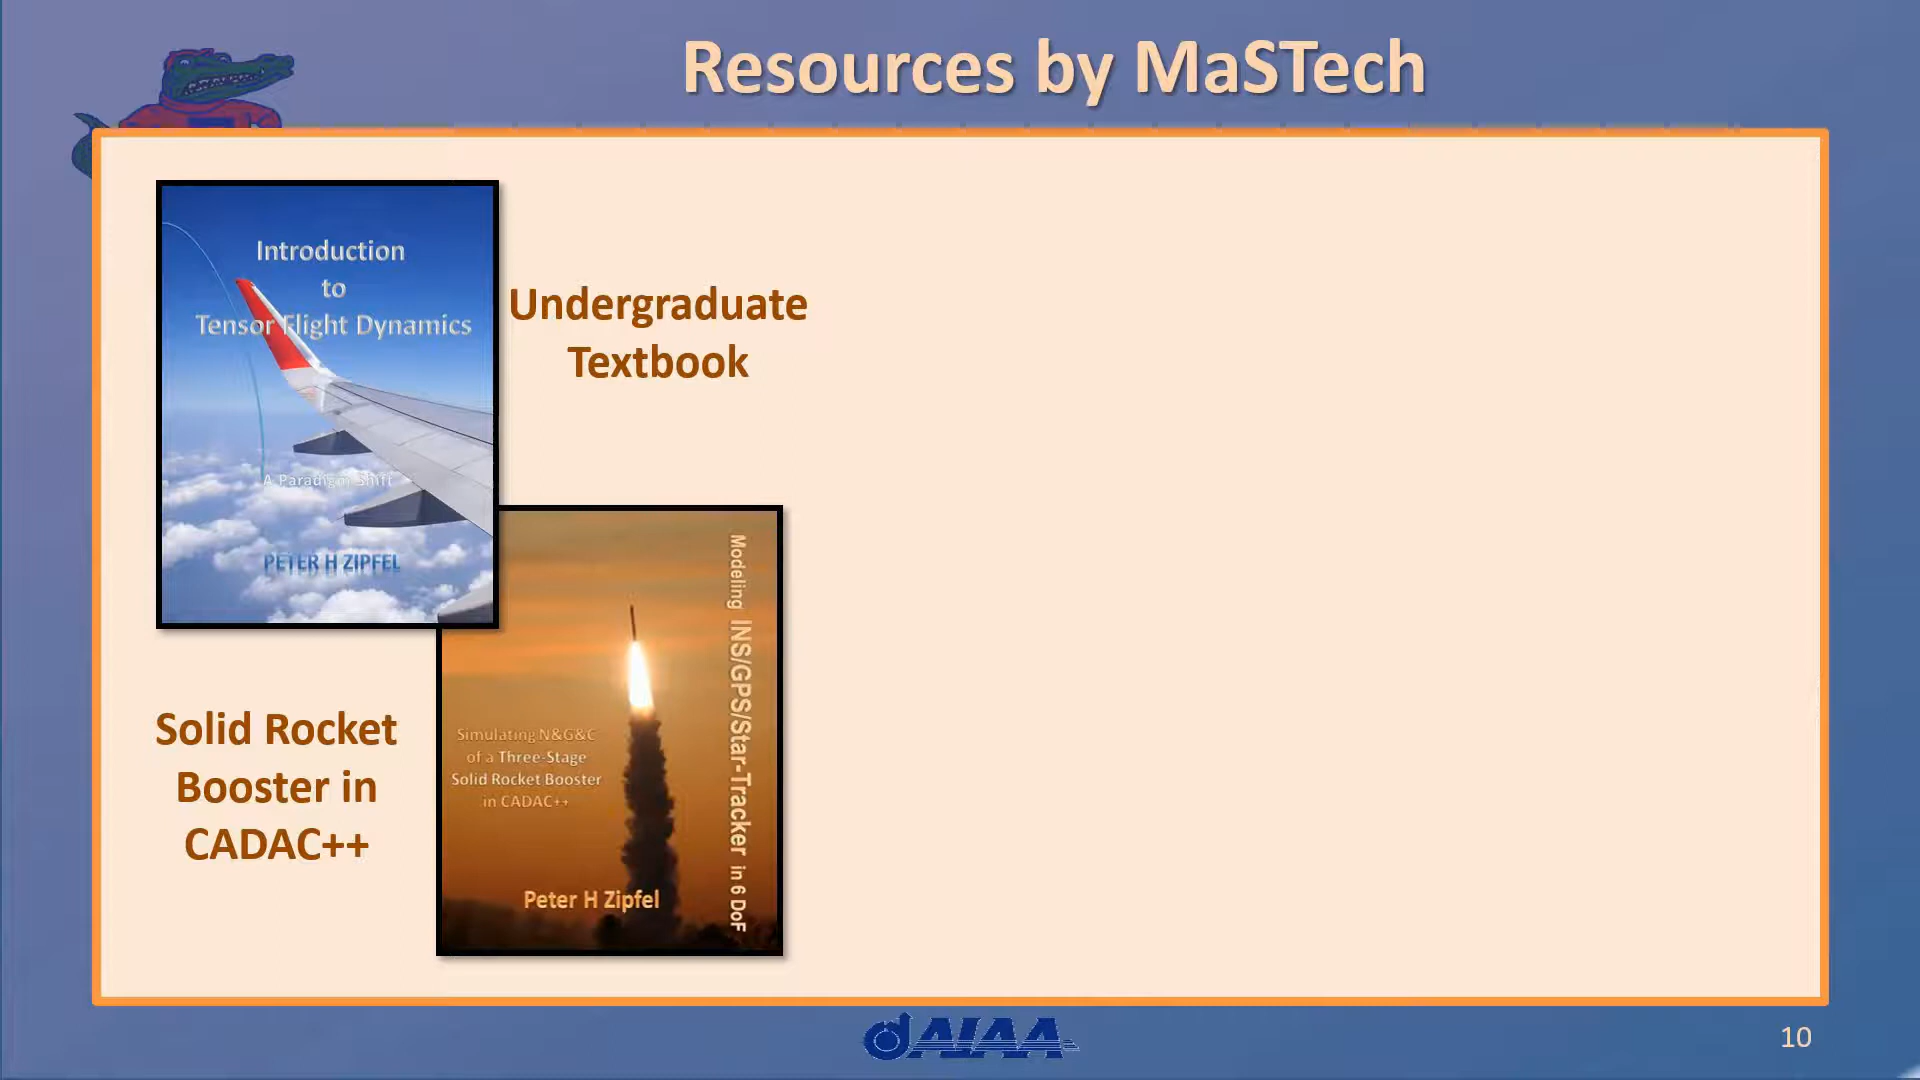 Resources by MaSTech
Introduction
to
Tensor Flight Dynamics
A Paradigm Shift
PETER H ZIPFEL
Undergraduate
Textbook
Solid Rocket
Booster in
CADAC++
Simulating N&G&C
of a Three-Stage
Solid Rocket Booster
in CADAC++
Peter H Zipfel
Modeling INS/GPS/Star-Tracker in 6 DoF
AIAA
10